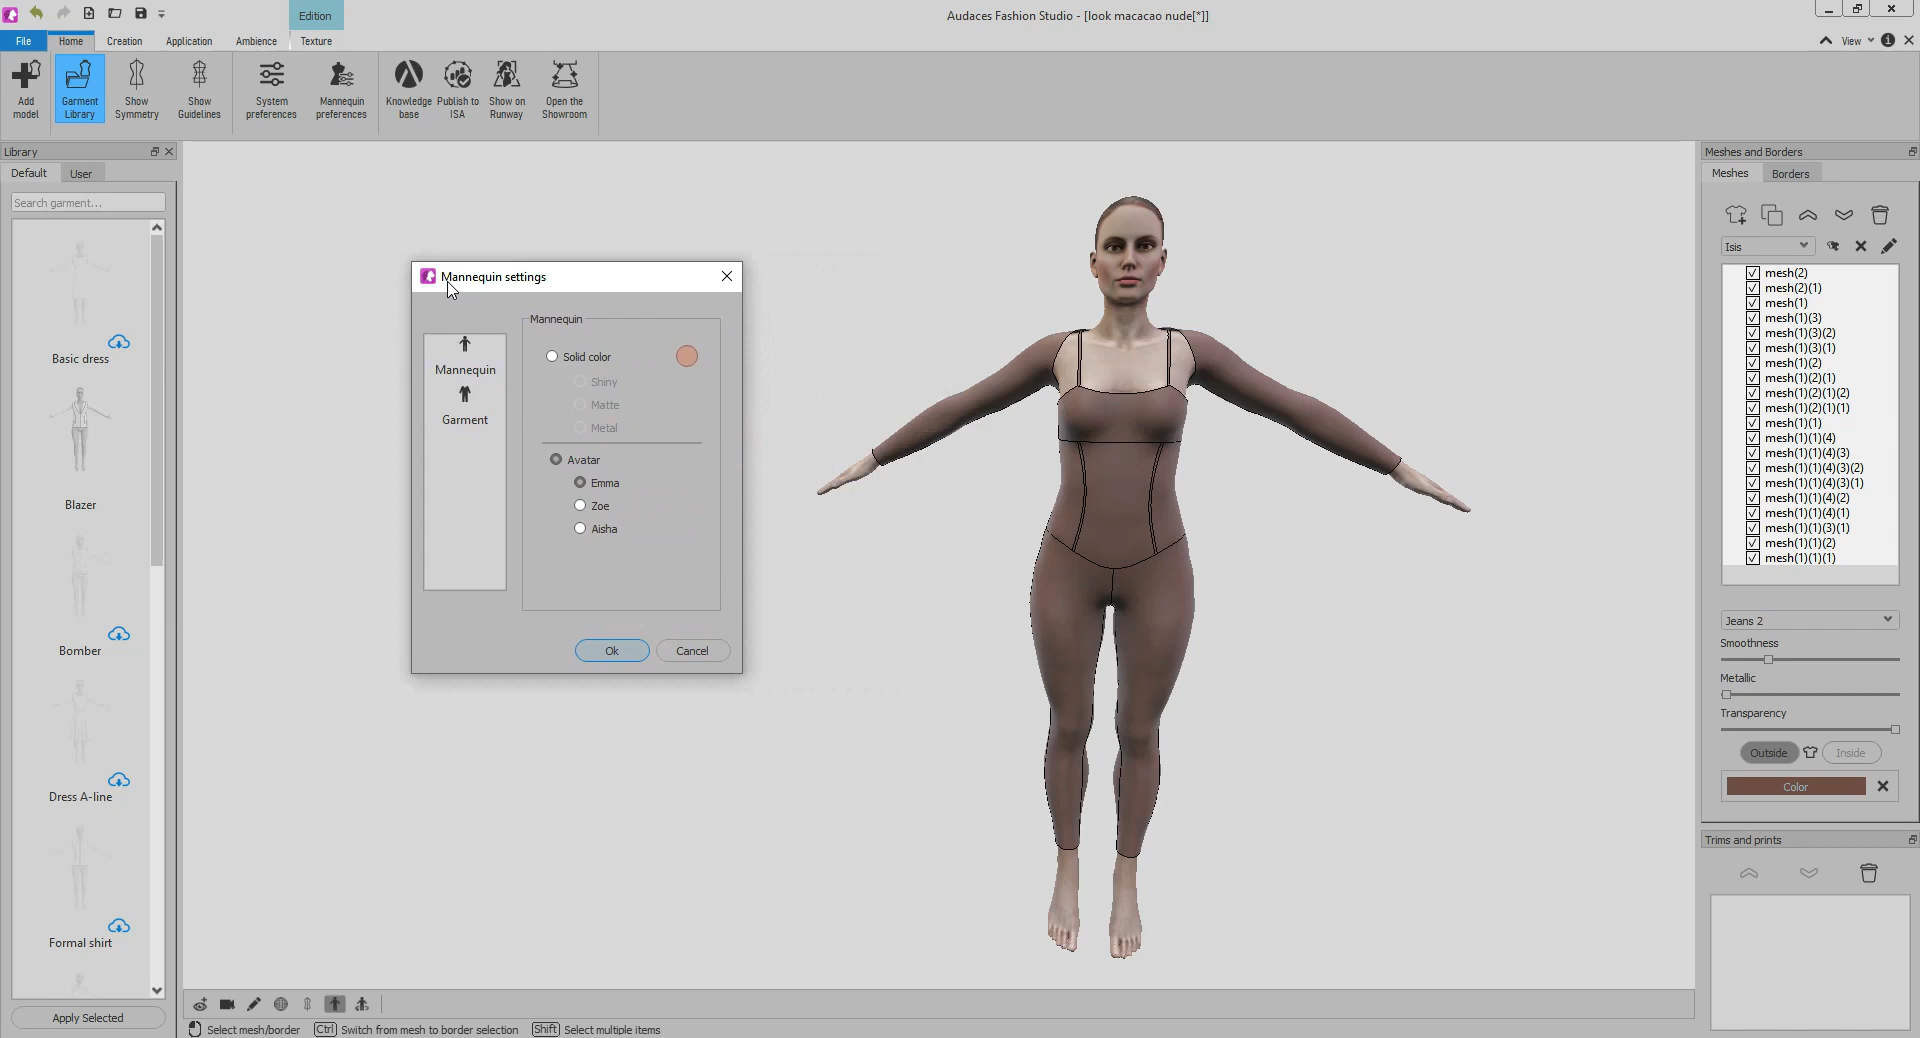 Edition
Audaces Fashion Studio - [look macacao nude[*]]
File
Home
Creation
Application
Ambience
Texture
View
Add
model
Garment
Library
Show
Symmetry
Show
Guidelines
System
preferences
Mannequin
preferences
Knowledge
base
Publish to
ISA
Show on
Runway
Open the
Showroom
Library
Default
User
Search garment...
Basic dress
Blazer
Bomber
Dress A-line
Formal shirt
Apply Selected
Mannequin settings
Mannequin
Garment
Mannequin
Solid color
Shiny
Matte
Metal
Avatar
Emma
Zoe
Aisha
Ok
Cancel
Meshes and Borders
Meshes
Borders
Isis
mesh(2)
mesh(2)(1)
mesh(1)
mesh(1)(3)
mesh(1)(3)(2)
mesh(1)(3)(1)
mesh(1)(2)
mesh(1)(2)(1)
mesh(1)(2)(1)(2)
mesh(1)(2)(1)(1)
mesh(1)(1)
mesh(1)(1)(4)
mesh(1)(1)(4)(3)
mesh(1)(1)(4)(3)(2)
mesh(1)(1)(4)(3)(1)
mesh(1)(1)(4)(2)
mesh(1)(1)(4)(1)
mesh(1)(1)(3)(1)
mesh(1)(1)(2)
mesh(1)(1)(1)
Jeans 2
Smoothness
Metallic
Transparency
Outside
Inside
Color
Trims and prints
Select mesh/border
Ctrl Switch from mesh to border selection
Shift Select multiple items